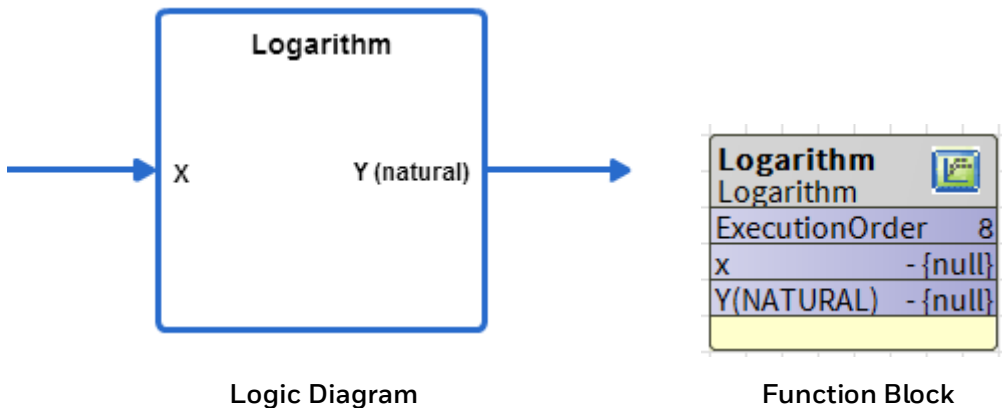 Logarithm
X
Y (natural)
Logic Diagram
Logarithm
Logarithm
ExecutionOrder 8
x - {null}
Y(NATURAL) - {null}
Function Block